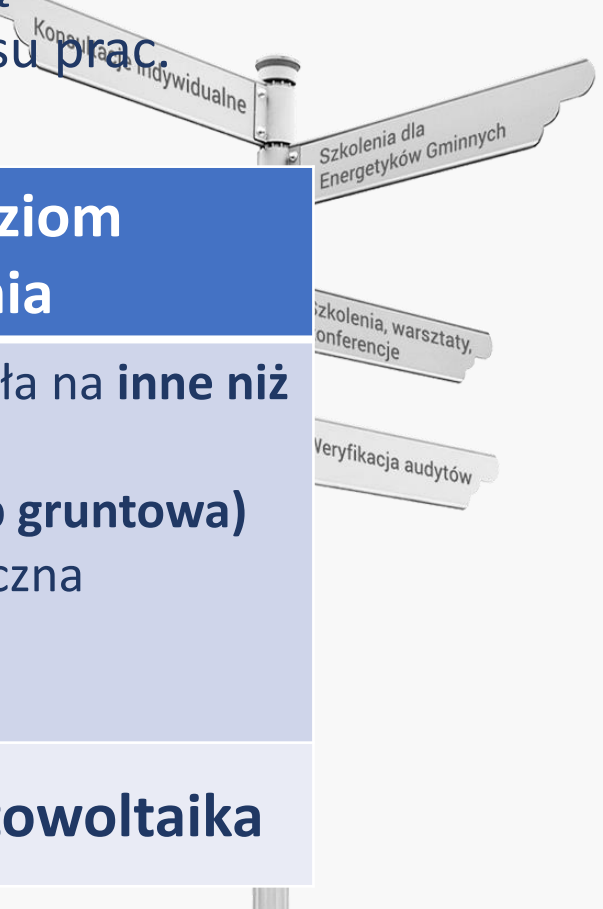 su prac.
Konsultacje indywidualne
Szkolenia dla
Energetyków Gminnych
ziom
nia
Szkolenia, warsztaty,
konferencje
ła na inne niż
Weryfikacja audytów
gruntowa)
czna
towoltaika